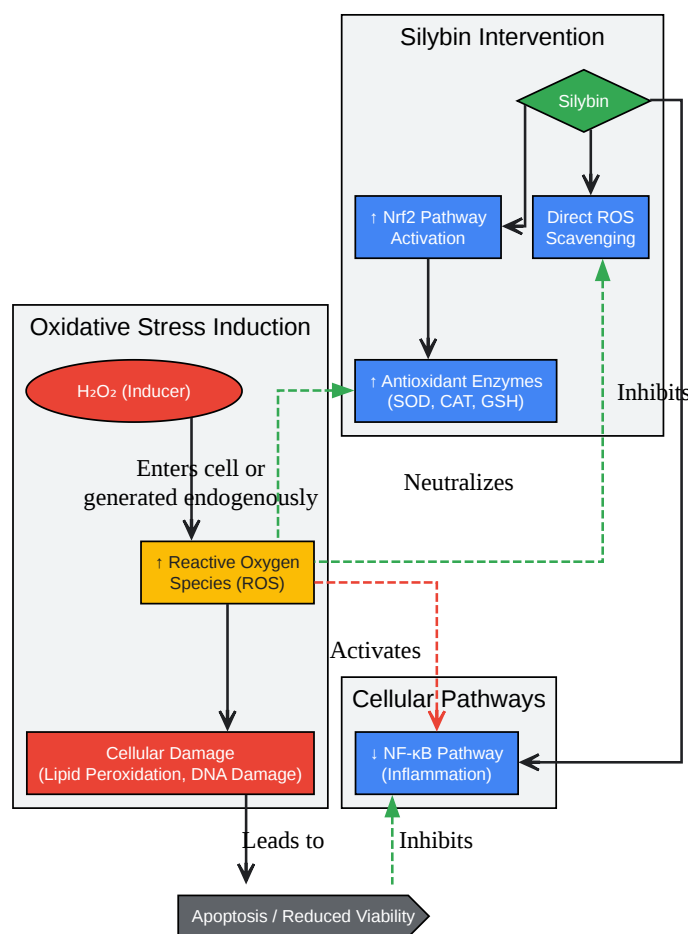 Silybin Intervention
Silybin
↑ Nrf2 Pathway
Activation
Direct ROS
Scavenging
↑ Antioxidant Enzymes
(SOD, CAT, GSH)
Inhibits
Neutralizes
Oxidative Stress Induction
H₂O₂ (Inducer)
Enters cell or
generated endogenously
↑ Reactive Oxygen
Species (ROS)
Activates
Cellular Pathways
↓ NF-κB Pathway
(Inflammation)
Cellular Damage
(Lipid Peroxidation, DNA Damage)
Leads to
Inhibits
Apoptosis / Reduced Viability